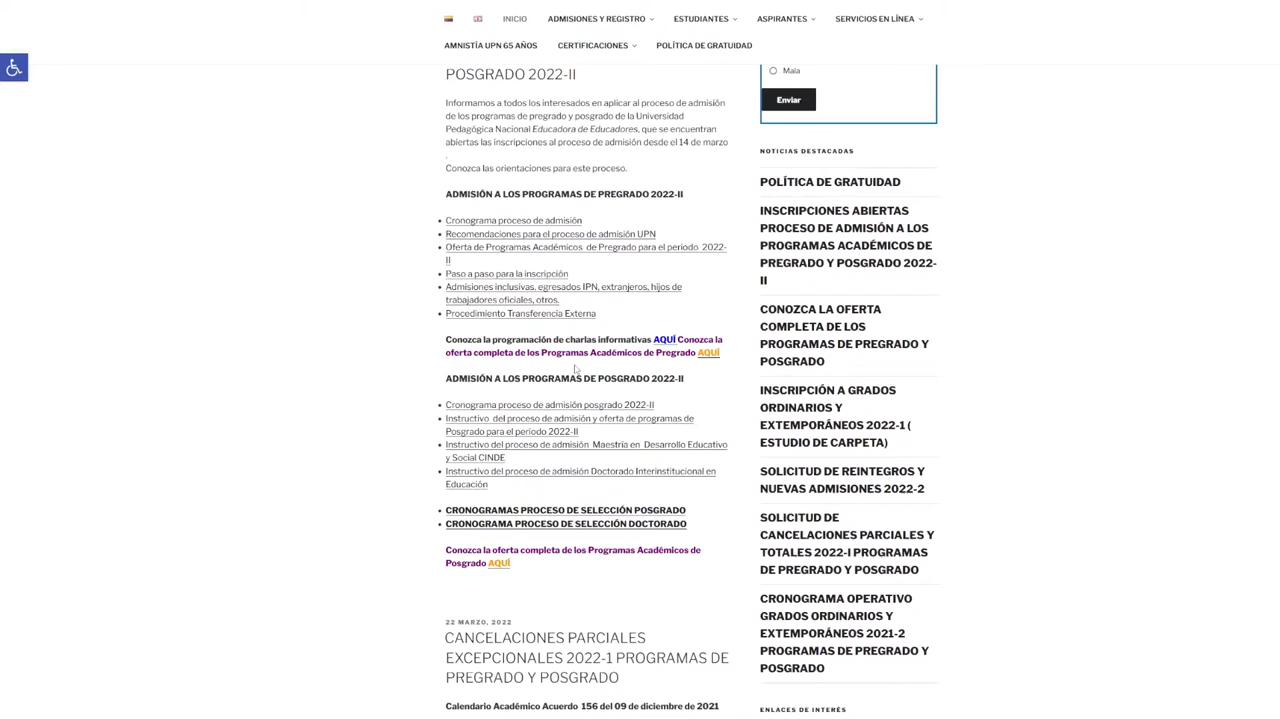 INICIO
ADMISIONES Y REGISTRO
ESTUDIANTES
ASPIRANTES
SERVICIOS EN LÍNEA
AMNISTÍA UPN 65 AÑOS
CERTIFICACIONES
POLÍTICA DE GRATUIDAD
POSGRADO 2022-II
Informamos a todos los interesados en aplicar al proceso de admisión
de los programas de pregrado y posgrado de la Universidad
Pedagógica Nacional Educadora de Educadores, que se encuentran
abiertas las inscripciones al proceso de admisión desde el 14 de marzo
.
Conozca las orientaciones para este proceso.
ADMISIÓN A LOS PROGRAMAS DE PREGRADO 2022-II
• Cronograma proceso de admisión
• Recomendaciones para el proceso de admisión UPN
• Oferta de Programas Académicos de Pregrado para el periodo 2022-
II
• Paso a paso para la inscripción
• Admisiones inclusivas, egresados IPN, extranjeros, hijos de
trabajadores oficiales, otros.
• Procedimiento Transferencia Externa
Conozca la programación de charlas informativas AQUÍ Conozca la
oferta completa de los Programas Académicos de Pregrado AQUÍ
ADMISIÓN A LOS PROGRAMAS DE POSGRADO 2022-II
• Cronograma proceso de admisión posgrado 2022-II
• Instructivo del proceso de admisión y oferta de programas de
Posgrado para el período 2022-II
• Instructivo del proceso de admisión Maestría en Desarrollo Educativo
y Social CINDE
• Instructivo del proceso de admisión Doctorado Interinstitucional en
Educación
• CRONOGRAMAS PROCESO DE SELECCIÓN POSGRADO
• CRONOGRAMA PROCESO DE SELECCIÓN DOCTORADO
Conozca la oferta completa de los Programas Académicos de
Posgrado AQUÍ
22 MARZO, 2022
CANCELACIONES PARCIALES
EXCEPCIONALES 2022-1 PROGRAMAS DE
PREGRADO Y POSGRADO
Calendario Académico Acuerdo 156 del 09 de diciembre de 2021
Mala
Enviar
NOTICIAS DESTACADAS
POLÍTICA DE GRATUIDAD
INSCRIPCIONES ABIERTAS
PROCESO DE ADMISIÓN A LOS
PROGRAMAS ACADÉMICOS DE
PREGRADO Y POSGRADO 2022-
II
CONOZCA LA OFERTA
COMPLETA DE LOS
PROGRAMAS DE PREGRADO Y
POSGRADO
INSCRIPCIÓN A GRADOS
ORDINARIOS Y
EXTEMPORÁNEOS 2022-1 (
ESTUDIO DE CARPETA)
SOLICITUD DE REINTEGROS Y
NUEVAS ADMISIONES 2022-2
SOLICITUD DE
CANCELACIONES PARCIALES Y
TOTALES 2022-I PROGRAMAS
DE PREGRADO Y POSGRADO
CRONOGRAMA OPERATIVO
GRADOS ORDINARIOS Y
EXTEMPORÁNEOS 2021-2
PROGRAMAS DE PREGRADO Y
POSGRADO
ENLACES DE INTERÉS